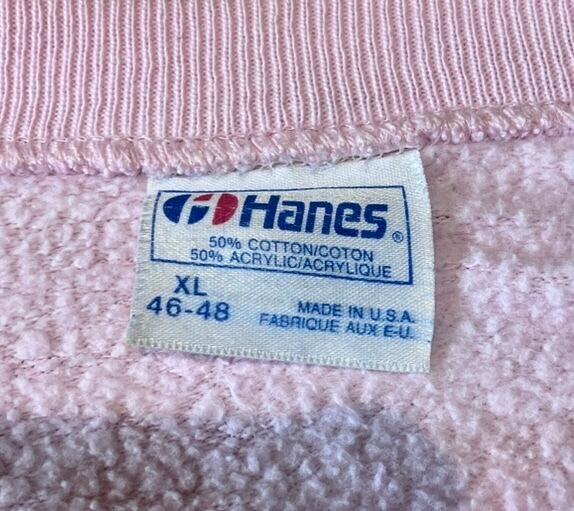 Hanes®
50% COTTON/COTON
50% ACRYLIC/ACRYLIQUE
XL
46-48
MADE IN U.S.A.
FABRIQUE AUX E-U.